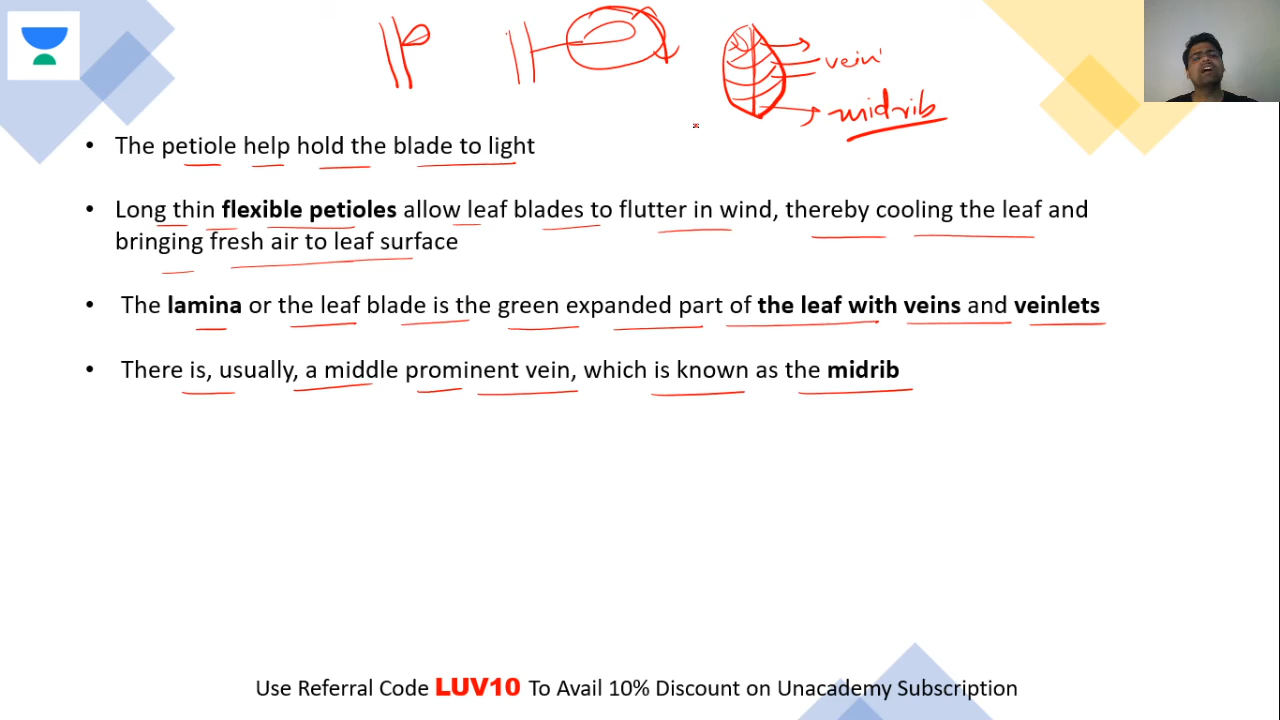 vein
midrib
• The petiole help hold the blade to light
• Long thin flexible petioles allow leaf blades to flutter in wind, thereby cooling the leaf and
bringing fresh air to leaf surface
• The lamina or the leaf blade is the green expanded part of the leaf with veins and veinlets
• There is, usually, a middle prominent vein, which is known as the midrib
Use Referral Code LUV10 To Avail 10% Discount on Unacademy Subscription